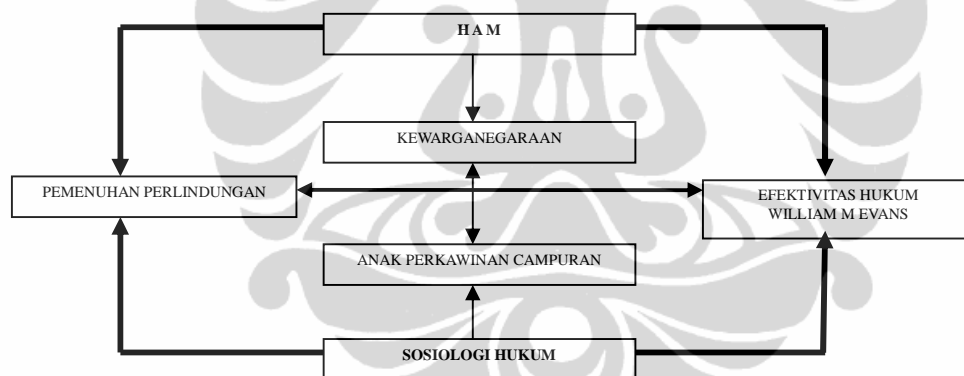 H A M
KEWARGANEGARAAN
PEMENUHAN PERLINDUNGAN
EFEKTIVITAS HUKUM
WILLIAM M EVANS
ANAK PERKAWINAN CAMPURAN
SOSIOLOGI HUKUM